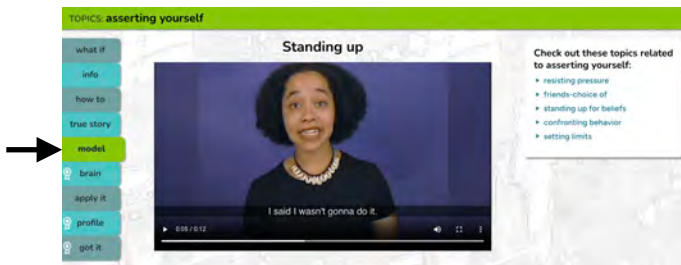 TOPICS: asserting yourself
what if
info
how to
true story
model
brain
apply it
profile
got it
Standing up
I said I wasn't gonna do it.
0:05 / 0:12
Check out these topics related
to asserting yourself:
resisting pressure
friends-choice of
standing up for beliefs
confronting behavior
setting limits